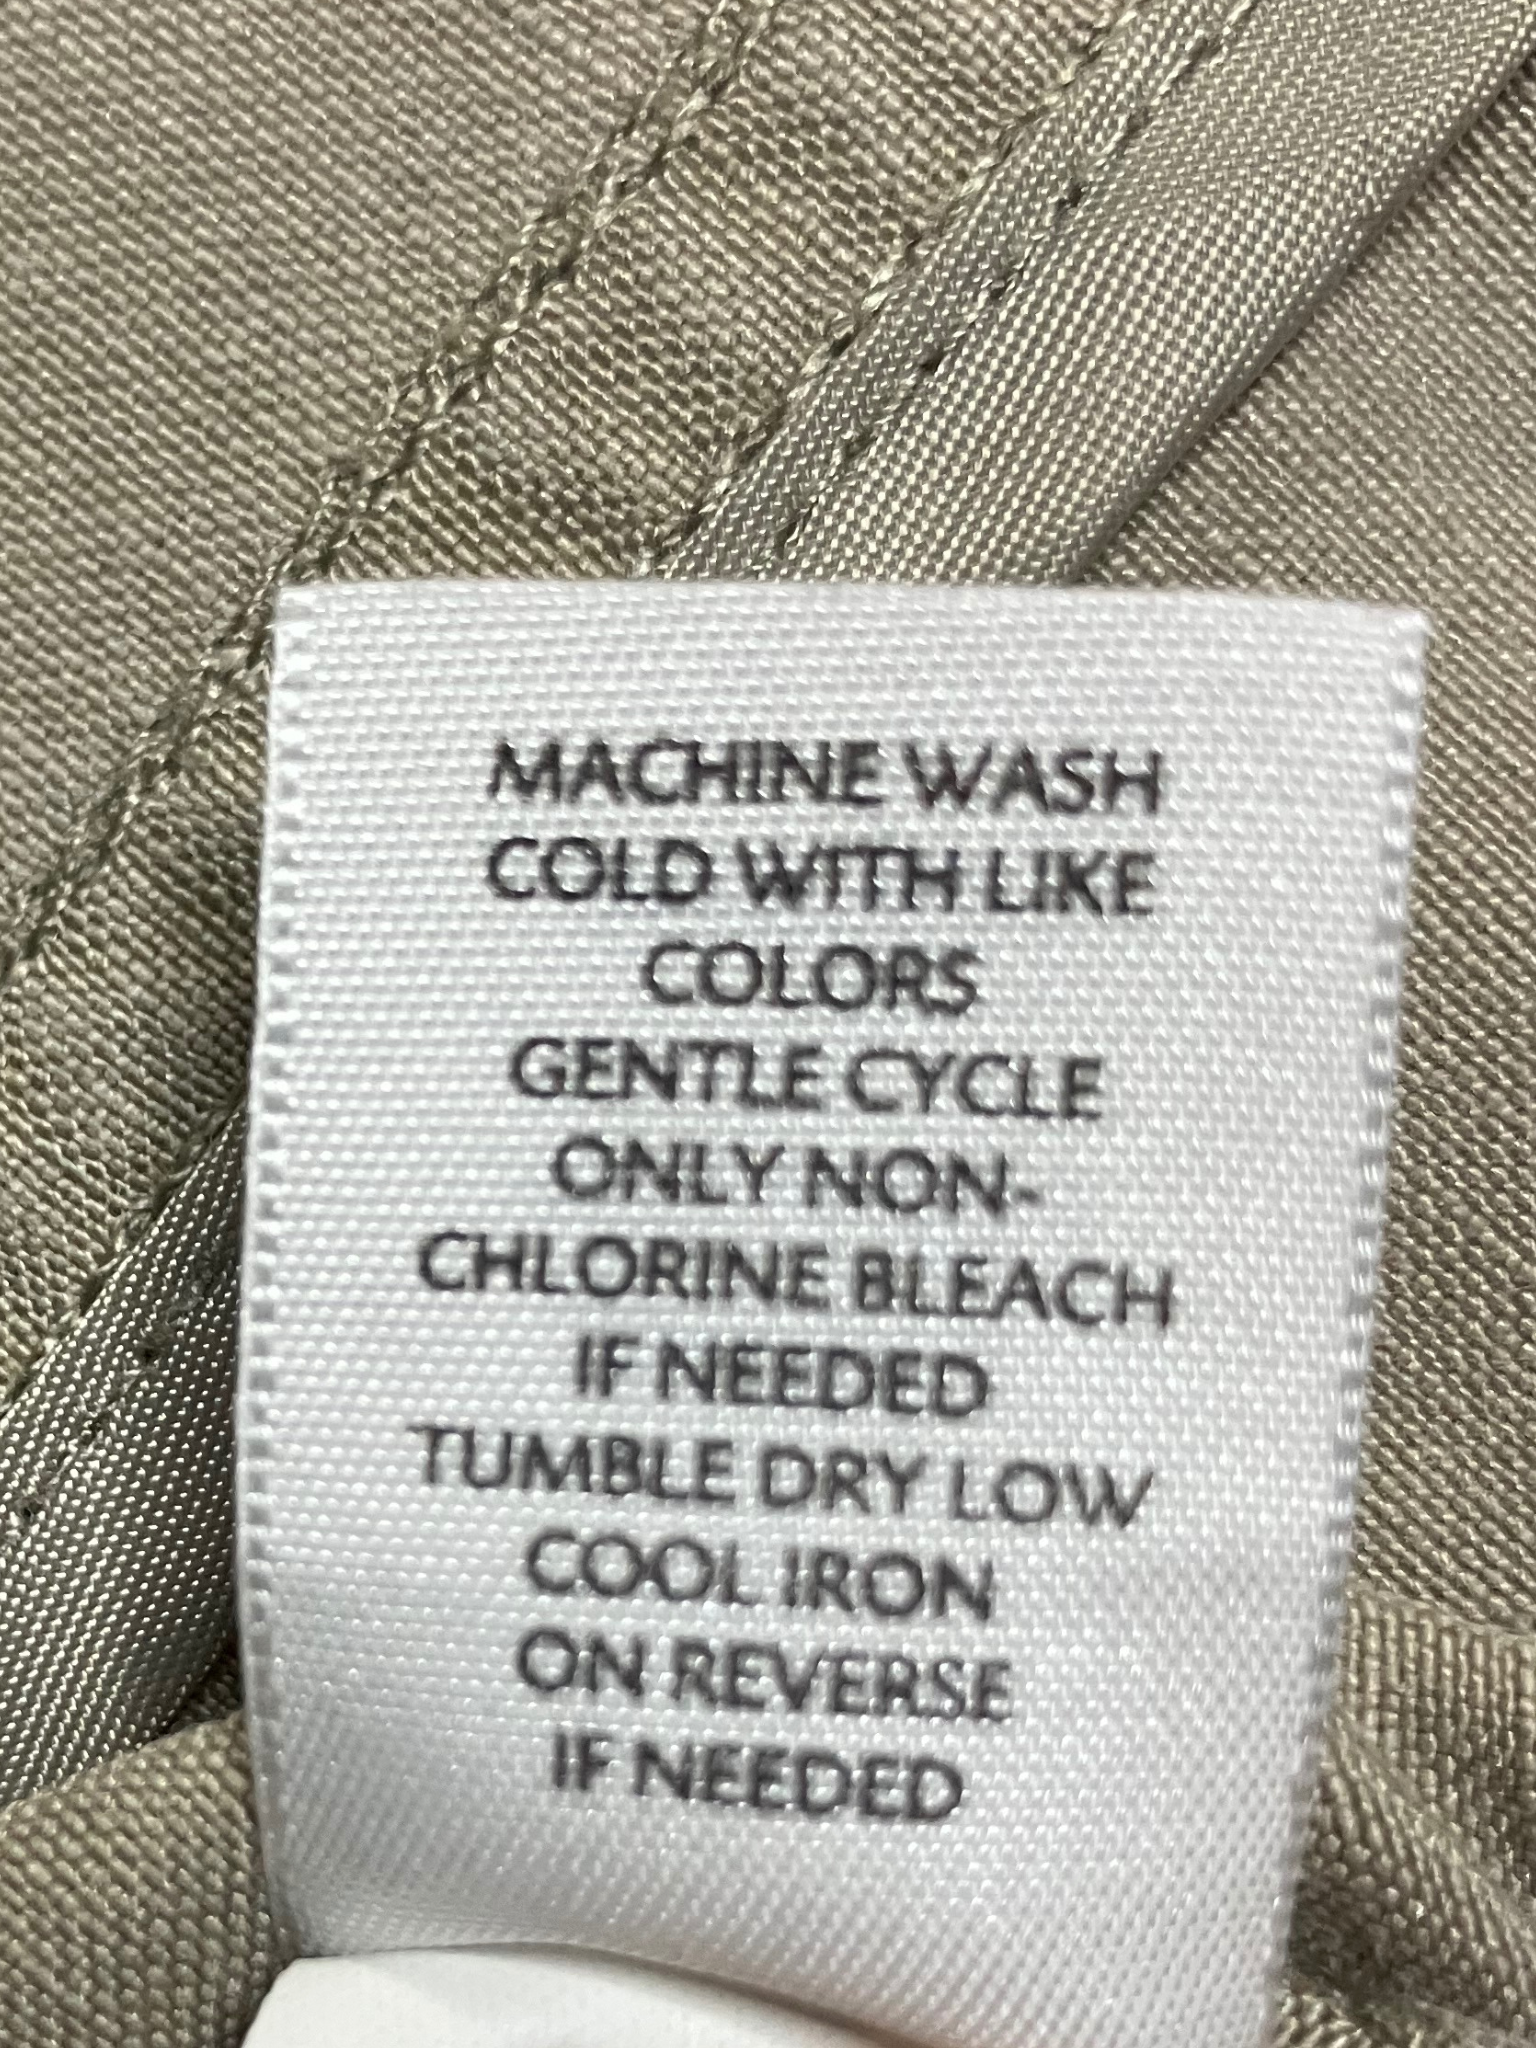 MACHINE WASH
COLD WITH LIKE
COLORS
GENTLE CYCLE
ONLY NON-
CHLORINE BLEACH
IF NEEDED
TUMBLE DRY LOW
COOL IRON
ON REVERSE
IF NEEDED